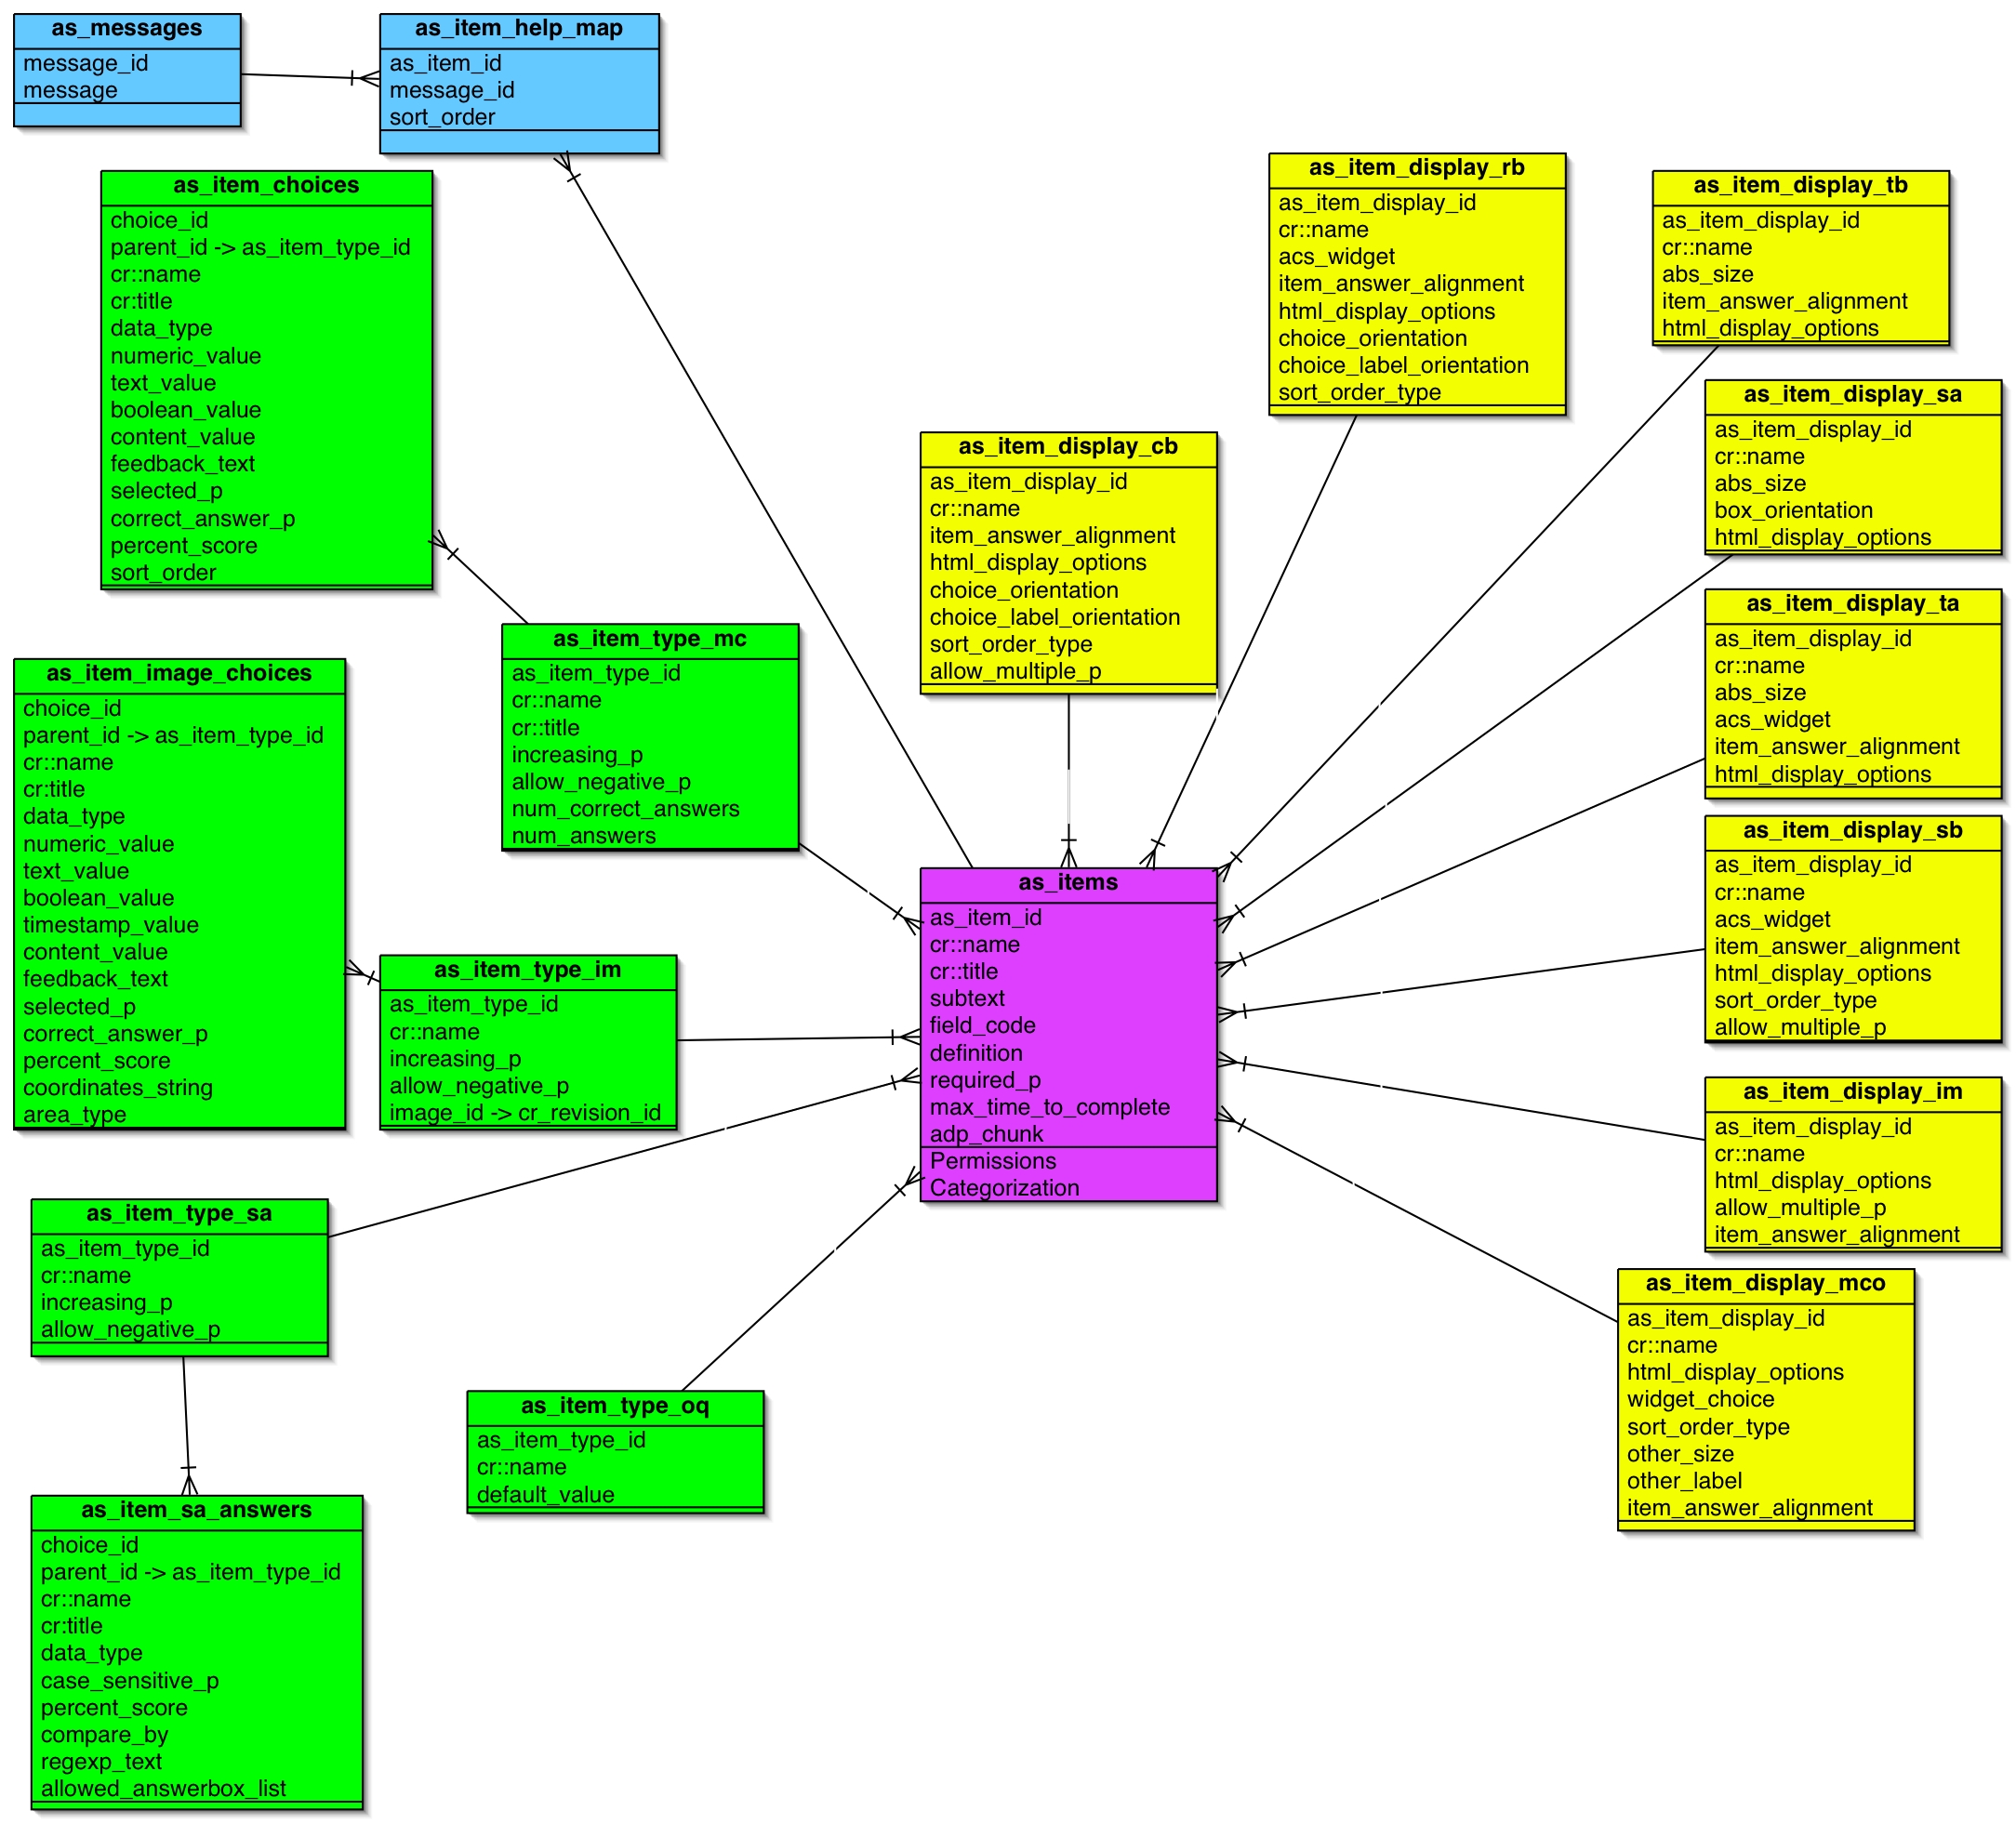 as_messages
message_id
message
as_item_help_map
as_item_id
message_id
sort_order
as_item_choices
choice_id
parent_id -> as_item_type_id
cr::name
cr:title
data_type
numeric_value
text_value
boolean_value
content_value
feedback_text
selected_p
correct_answer_p
percent_score
sort_order
as_item_display_rb
as_item_display_id
cr::name
acs_widget
item_answer_alignment
html_display_options
choice_orientation
choice_label_orientation
sort_order_type
as_item_display_tb
as_item_display_id
cr::name
abs_size
item_answer_alignment
html_display_options
as_item_display_sa
as_item_display_id
cr::name
abs_size
box_orientation
html_display_options
as_item_display_cb
as_item_display_id
cr::name
item_answer_alignment
html_display_options
choice_orientation
choice_label_orientation
sort_order_type
allow_multiple_p
as_item_display_ta
as_item_display_id
cr::name
abs_size
acs_widget
item_answer_alignment
html_display_options
as_item_type_mc
as_item_type_id
cr::name
cr::title
increasing_p
allow_negative_p
num_correct_answers
num_answers
as_item_image_choices
choice_id
parent_id -> as_item_type_id
cr::name
cr:title
data_type
numeric_value
text_value
boolean_value
timestamp_value
content_value
feedback_text
selected_p
correct_answer_p
percent_score
coordinates_string
area_type
as_item_display_sb
as_item_display_id
cr::name
acs_widget
item_answer_alignment
html_display_options
sort_order_type
allow_multiple_p
as_items
as_item_id
cr::name
cr::title
subtext
field_code
definition
required_p
max_time_to_complete
adp_chunk
Permissions
Categorization
as_item_type_im
as_item_type_id
cr::name
increasing_p
allow_negative_p
image_id -> cr_revision_id
as_item_display_im
as_item_display_id
cr::name
html_display_options
allow_multiple_p
item_answer_alignment
as_item_type_sa
as_item_type_id
cr::name
increasing_p
allow_negative_p
as_item_display_mco
as_item_display_id
cr::name
html_display_options
widget_choice
sort_order_type
other_size
other_label
item_answer_alignment
as_item_type_oq
as_item_type_id
cr::name
default_value
as_item_sa_answers
choice_id
parent_id -> as_item_type_id
cr::name
cr:title
data_type
case_sensitive_p
percent_score
compare_by
regexp_text
allowed_answerbox_list